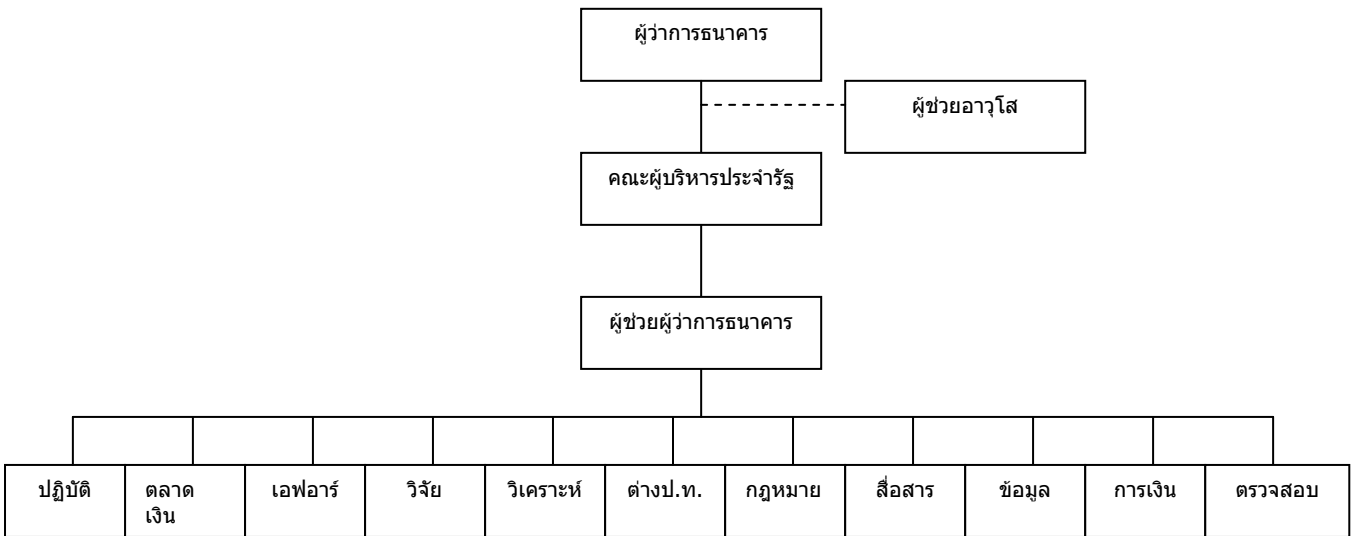 ผู้ว่าการธนาคาร
ผู้ช่วยอาวุโส
คณะผู้บริหารประจำรัฐ
ผู้ช่วยผู้ว่าการธนาคาร
ปฏิบัติ
ตลาด
เงิน
เอฟอาร์
วิจัย
วิเคราะห์
ต่างป.ท.
กฎหมาย
สื่อสาร
ข้อมูล
การเงิน
ตรวจสอบ